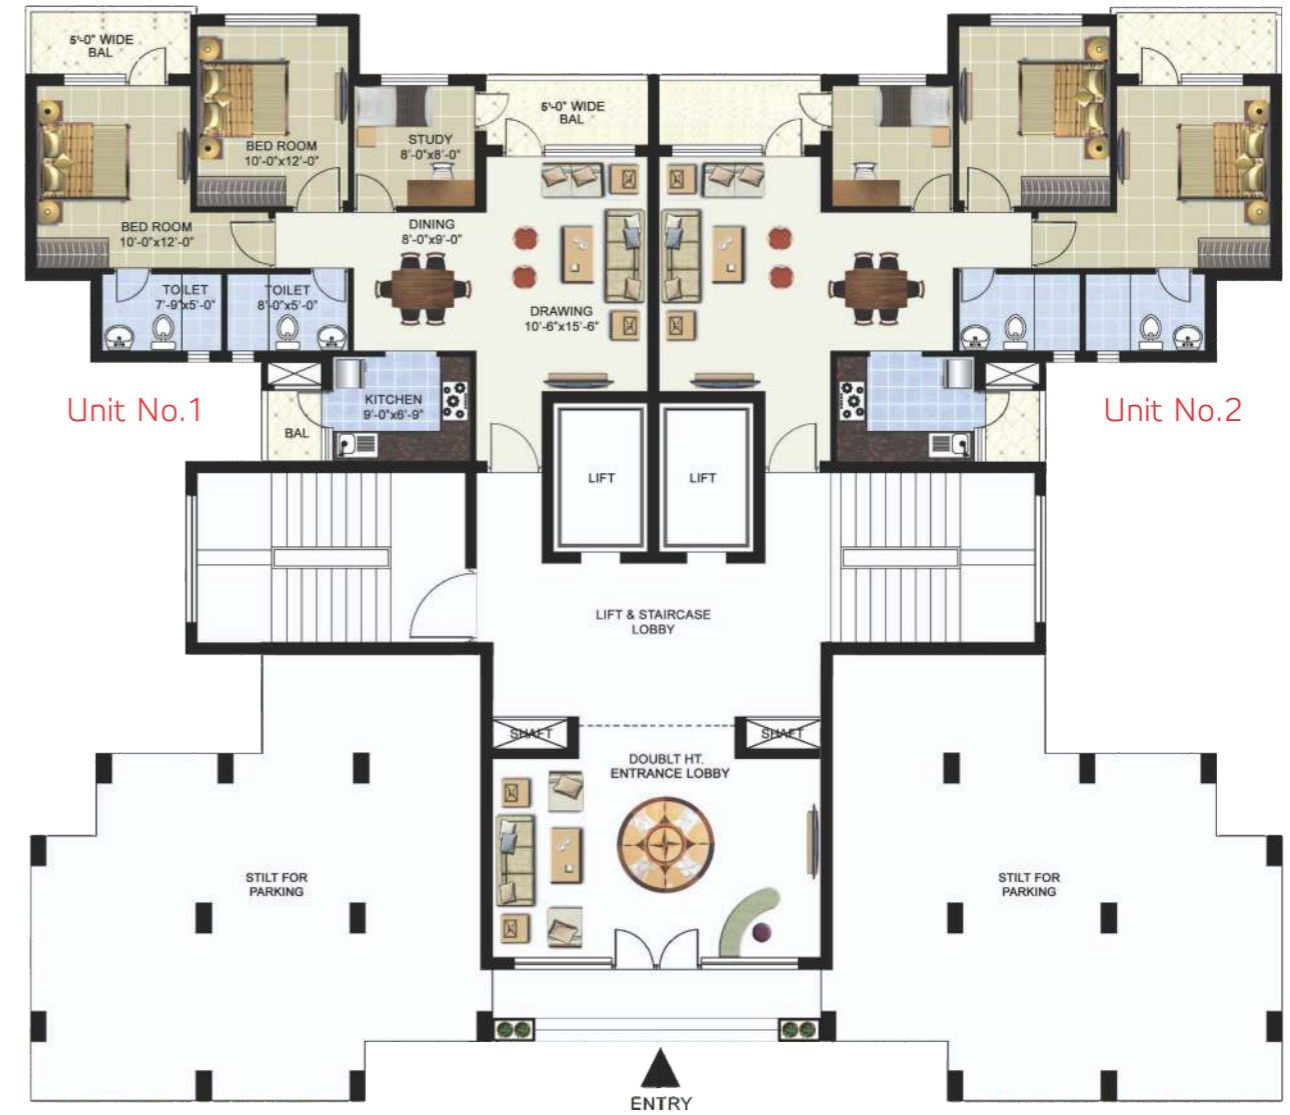 5'-0" WIDE
BAL
BED ROOM
10'-0"x12'-0"
STUDY
8'-0"x8'-0"
5'-0" WIDE
BAL
BED ROOM
10'-0"x12'-0"
DINING
8'-0"x9'-0"
TOILET
7'-9"x5'-0"
TOILET
8'-0"x5'-0"
DRAWING
10'-6"x15'-6"
Unit No.1
KITCHEN
9'-0"x6'-9"
BAL
Unit No.2
LIFT
LIFT
LIFT & STAIRCASE
LOBBY
SHAFT
SHAFT
DOUBLT HT.
ENTRANCE LOBBY
STILT FOR
PARKING
STILT FOR
PARKING
ENTRY